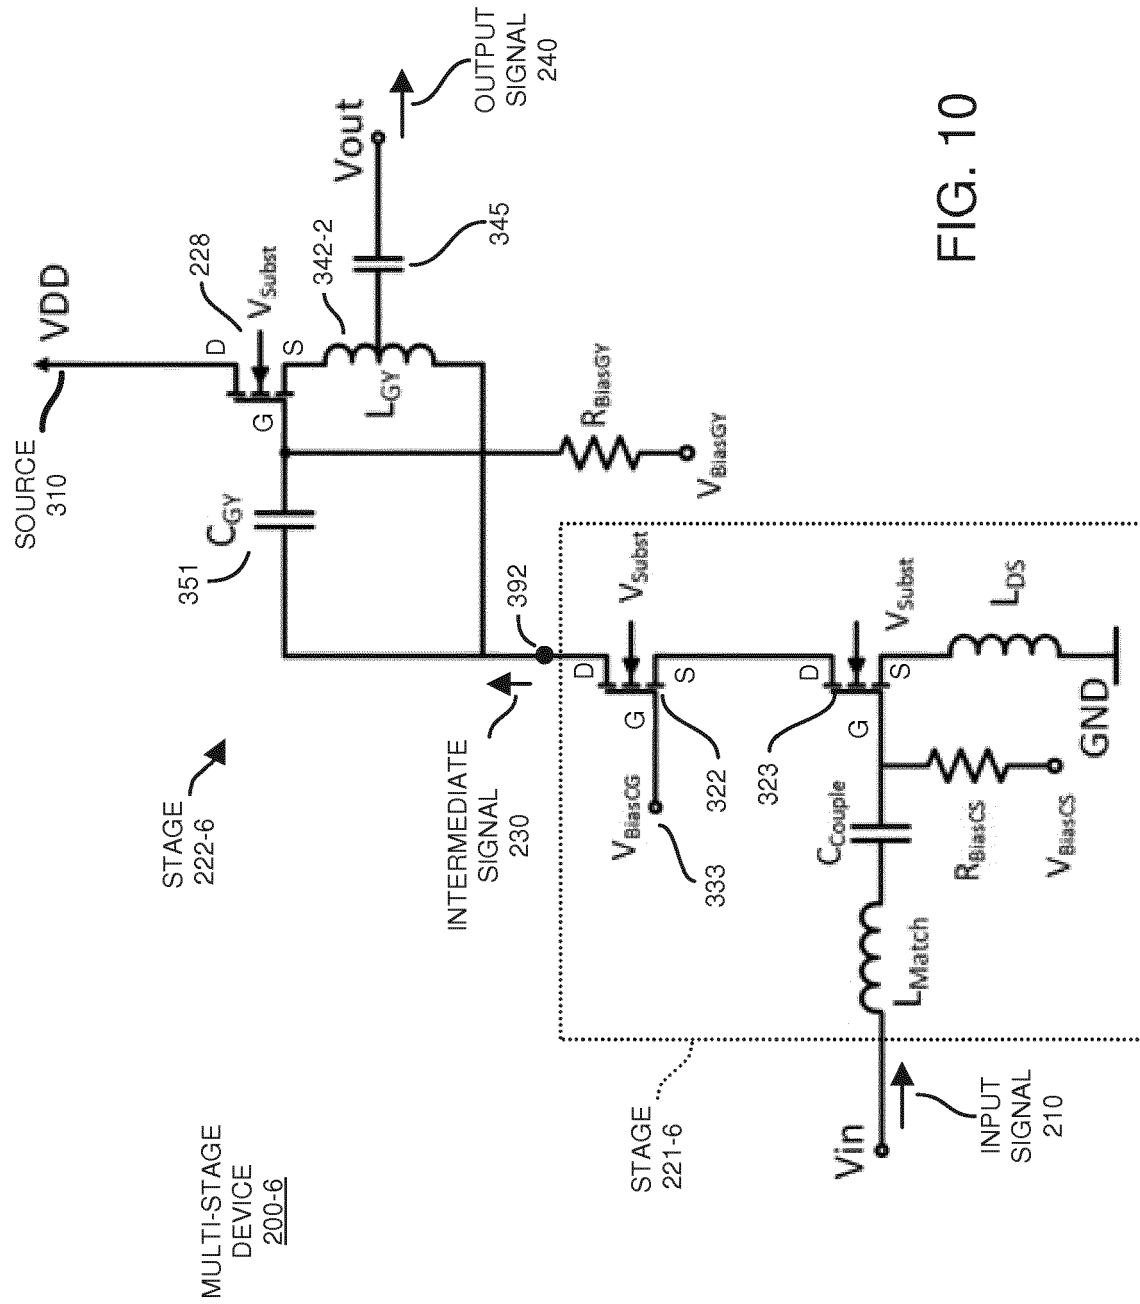 MULTI-STAGE
DEVICE
200-6
STAGE
222-6
SOURCE
310
VDD
228
D
G
S
VSubst
CGY
351
LGY
342-2
345
Vout
OUTPUT
SIGNAL
240
RBiasGY
VBiasGY
INTERMEDIATE
SIGNAL
230
392
STAGE
221-6
D
G
S
VSubst
VBiasCG
333
322
323
D
G
S
VSubst
CCouple
LMatch
Vin
INPUT
SIGNAL
210
RBiasCS
VBiasCS
LDS
GND
FIG. 10